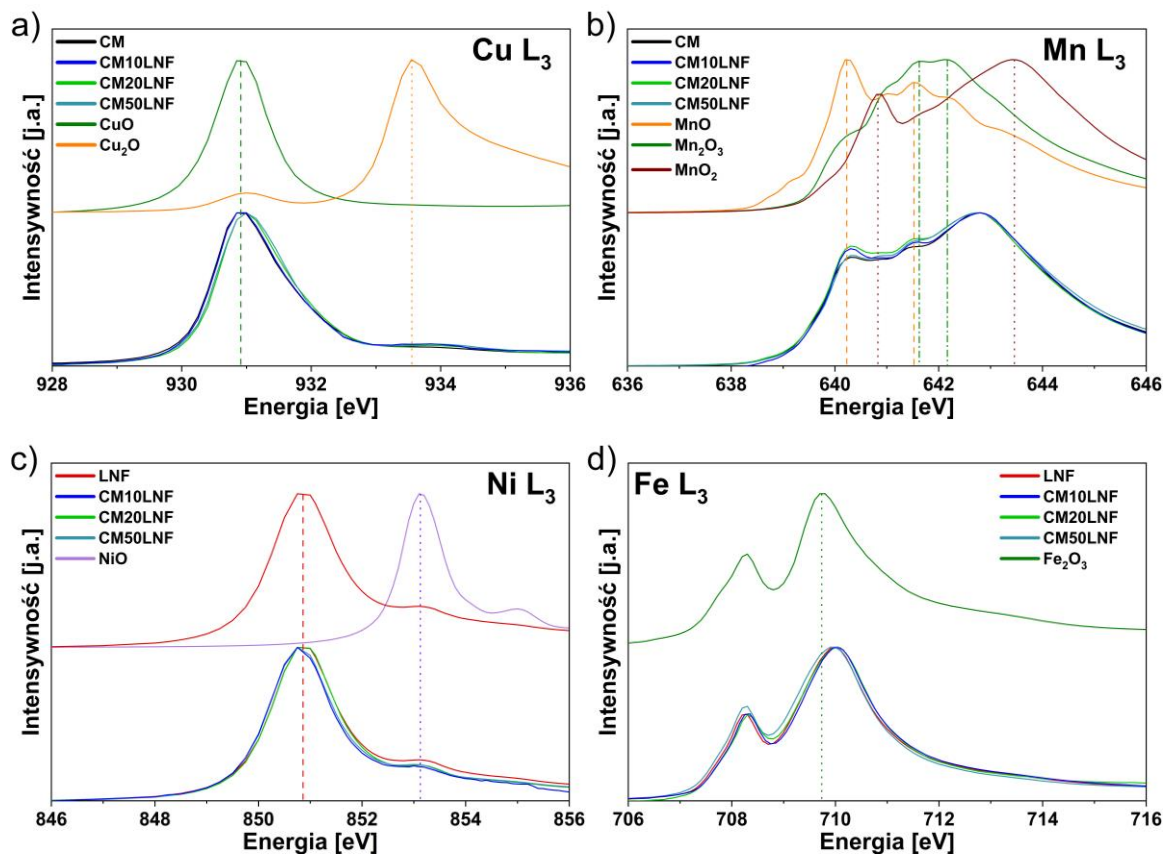 a)
Cu L₃
CM
CM10LNF
CM20LNF
CM50LNF
CuO
Cu₂O
Intensywność [j.a.]
928 930 932 934 936
Energia [eV]
b)
Mn L₃
CM
CM10LNF
CM20LNF
CM50LNF
MnO
Mn₂O₃
MnO₂
Intensywność [j.a.]
636 638 640 642 644 646
Energia [eV]
c)
Ni L₃
LNF
CM10LNF
CM20LNF
CM50LNF
NiO
Intensywność [j.a.]
846 848 850 852 854 856
Energia [eV]
d)
Fe L₃
LNF
CM10LNF
CM20LNF
CM50LNF
Fe₂O₃
Intensywność [j.a.]
706 708 710 712 714 716
Energia [eV]